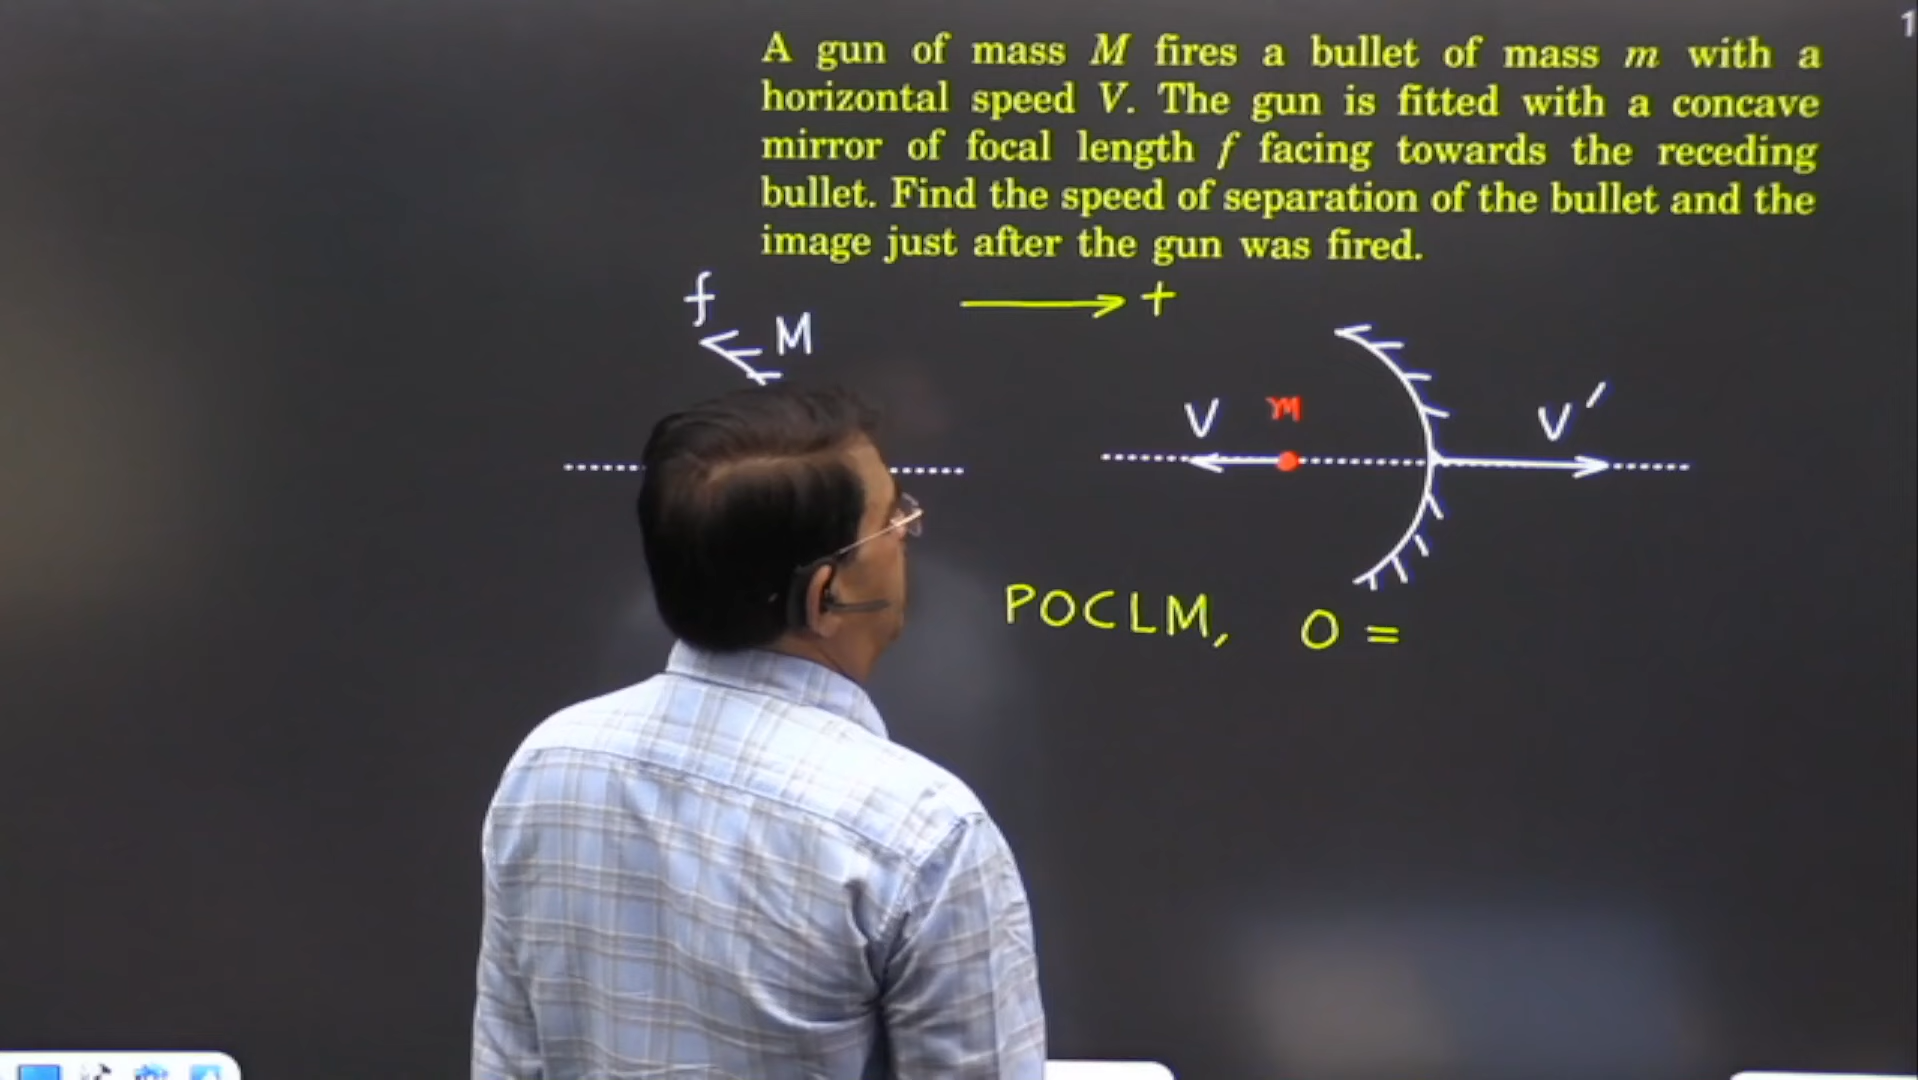 1
A gun of mass M fires a bullet of mass m with a
horizontal speed V. The gun is fitted with a concave
mirror of focal length f facing towards the receding
bullet. Find the speed of separation of the bullet and the
image just after the gun was fired.
f
M
+
V m V′
POCLM, 0 =